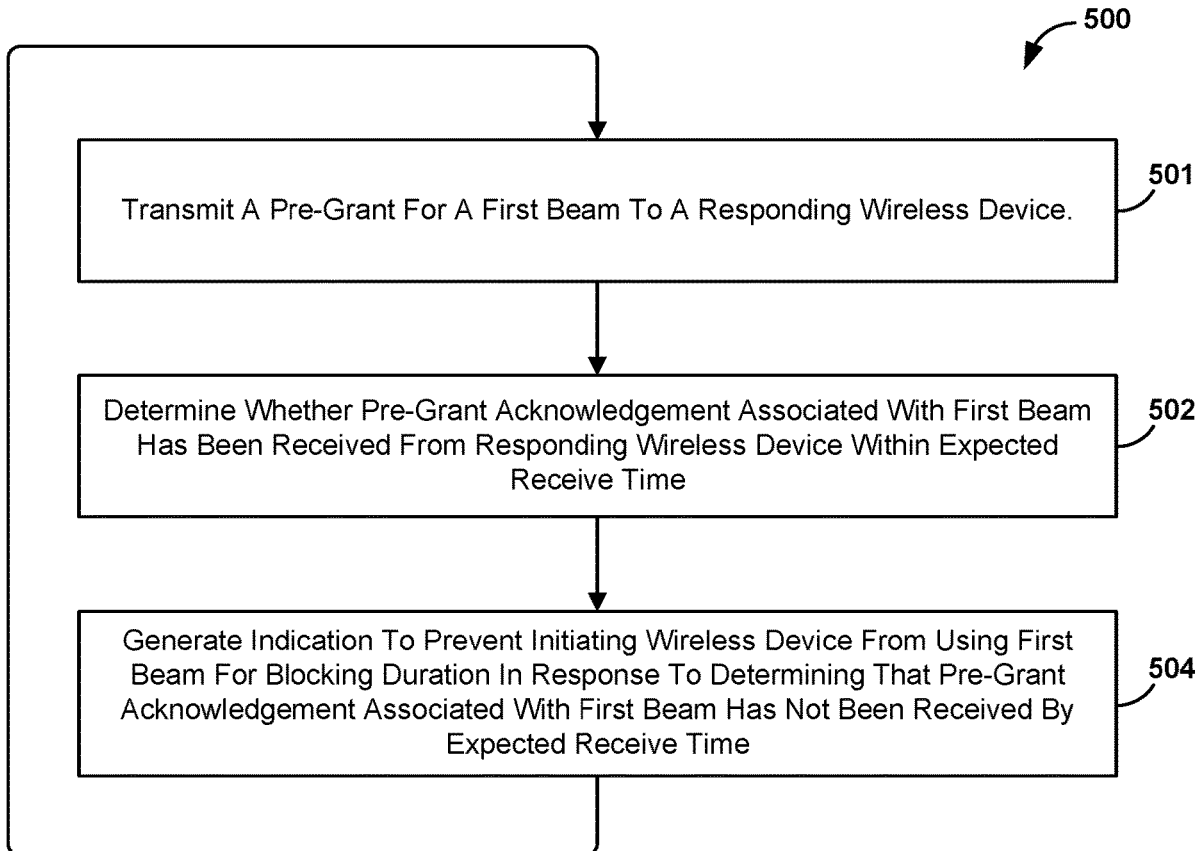 500
Transmit A Pre-Grant For A First Beam To A Responding Wireless Device.
501
Determine Whether Pre-Grant Acknowledgement Associated With First Beam
Has Been Received From Responding Wireless Device Within Expected
Receive Time
502
Generate Indication To Prevent Initiating Wireless Device From Using First
Beam For Blocking Duration In Response To Determining That Pre-Grant
Acknowledgement Associated With First Beam Has Not Been Received By
Expected Receive Time
504